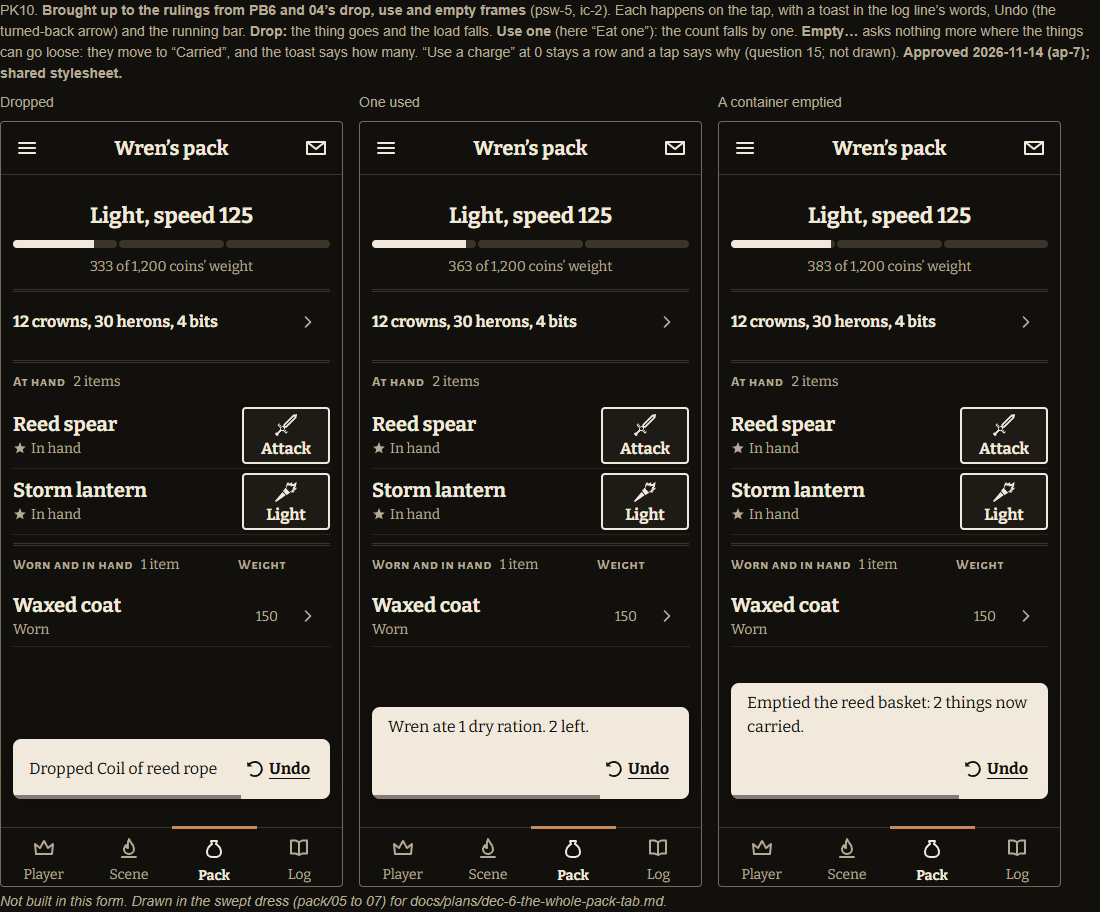 PK10. Brought up to the rulings from PB6 and 04’s drop, use and empty frames (psw-5, ic-2). Each happens on the tap, with a toast in the log line’s words, Undo (the
turned-back arrow) and the running bar. Drop: the thing goes and the load falls. Use one (here “Eat one”): the count falls by one. Empty… asks nothing more where the things
can go loose: they move to “Carried”, and the toast says how many. “Use a charge” at 0 stays a row and a tap says why (question 15; not drawn). Approved 2026-11-14 (ap-7);
shared stylesheet.
Dropped
Wren’s pack
Light, speed 125
333 of 1,200 coins’ weight
12 crowns, 30 herons, 4 bits
At hand 2 items
Reed spear
In hand
Attack
Storm lantern
In hand
Light
Worn and in hand 1 item Weight
Waxed coat
Worn
150
Dropped Coil of reed rope Undo
Player Scene Pack Log
One used
Wren’s pack
Light, speed 125
363 of 1,200 coins’ weight
12 crowns, 30 herons, 4 bits
At hand 2 items
Reed spear
In hand
Attack
Storm lantern
In hand
Light
Worn and in hand 1 item Weight
Waxed coat
Worn
150
Wren ate 1 dry ration. 2 left.
Undo
Player Scene Pack Log
A container emptied
Wren’s pack
Light, speed 125
383 of 1,200 coins’ weight
12 crowns, 30 herons, 4 bits
At hand 2 items
Reed spear
In hand
Attack
Storm lantern
In hand
Light
Worn and in hand 1 item Weight
Waxed coat
Worn
150
Emptied the reed basket: 2 things now
carried.
Undo
Player Scene Pack Log
Not built in this form. Drawn in the swept dress (pack/05 to 07) for docs/plans/dec-6-the-whole-pack-tab.md.